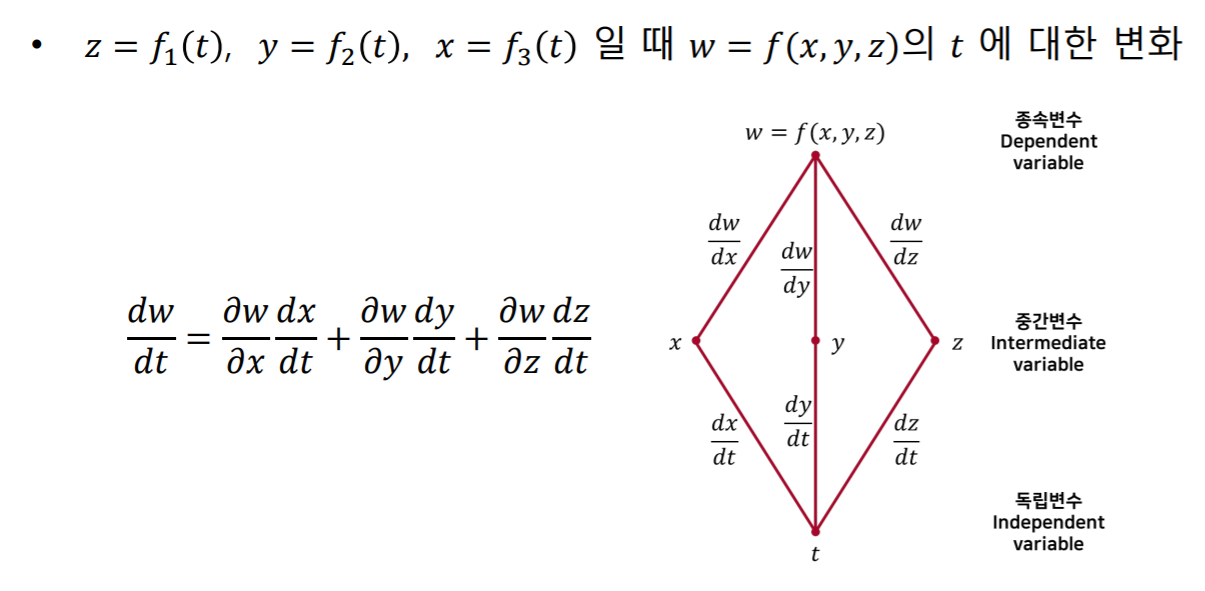 • z = f₁(t), y = f₂(t), x = f₃(t) 일 때 w = f(x, y, z)의 t 에 대한 변화
dw/dt = ∂w/∂x dx/dt + ∂w/∂y dy/dt + ∂w/∂z dz/dt
w = f(x, y, z)
dw/dx
dw/dy
dw/dz
x
y
z
dx/dt
dy/dt
dz/dt
t
종속변수
Dependent
variable
중간변수
Intermediate
variable
독립변수
Independent
variable